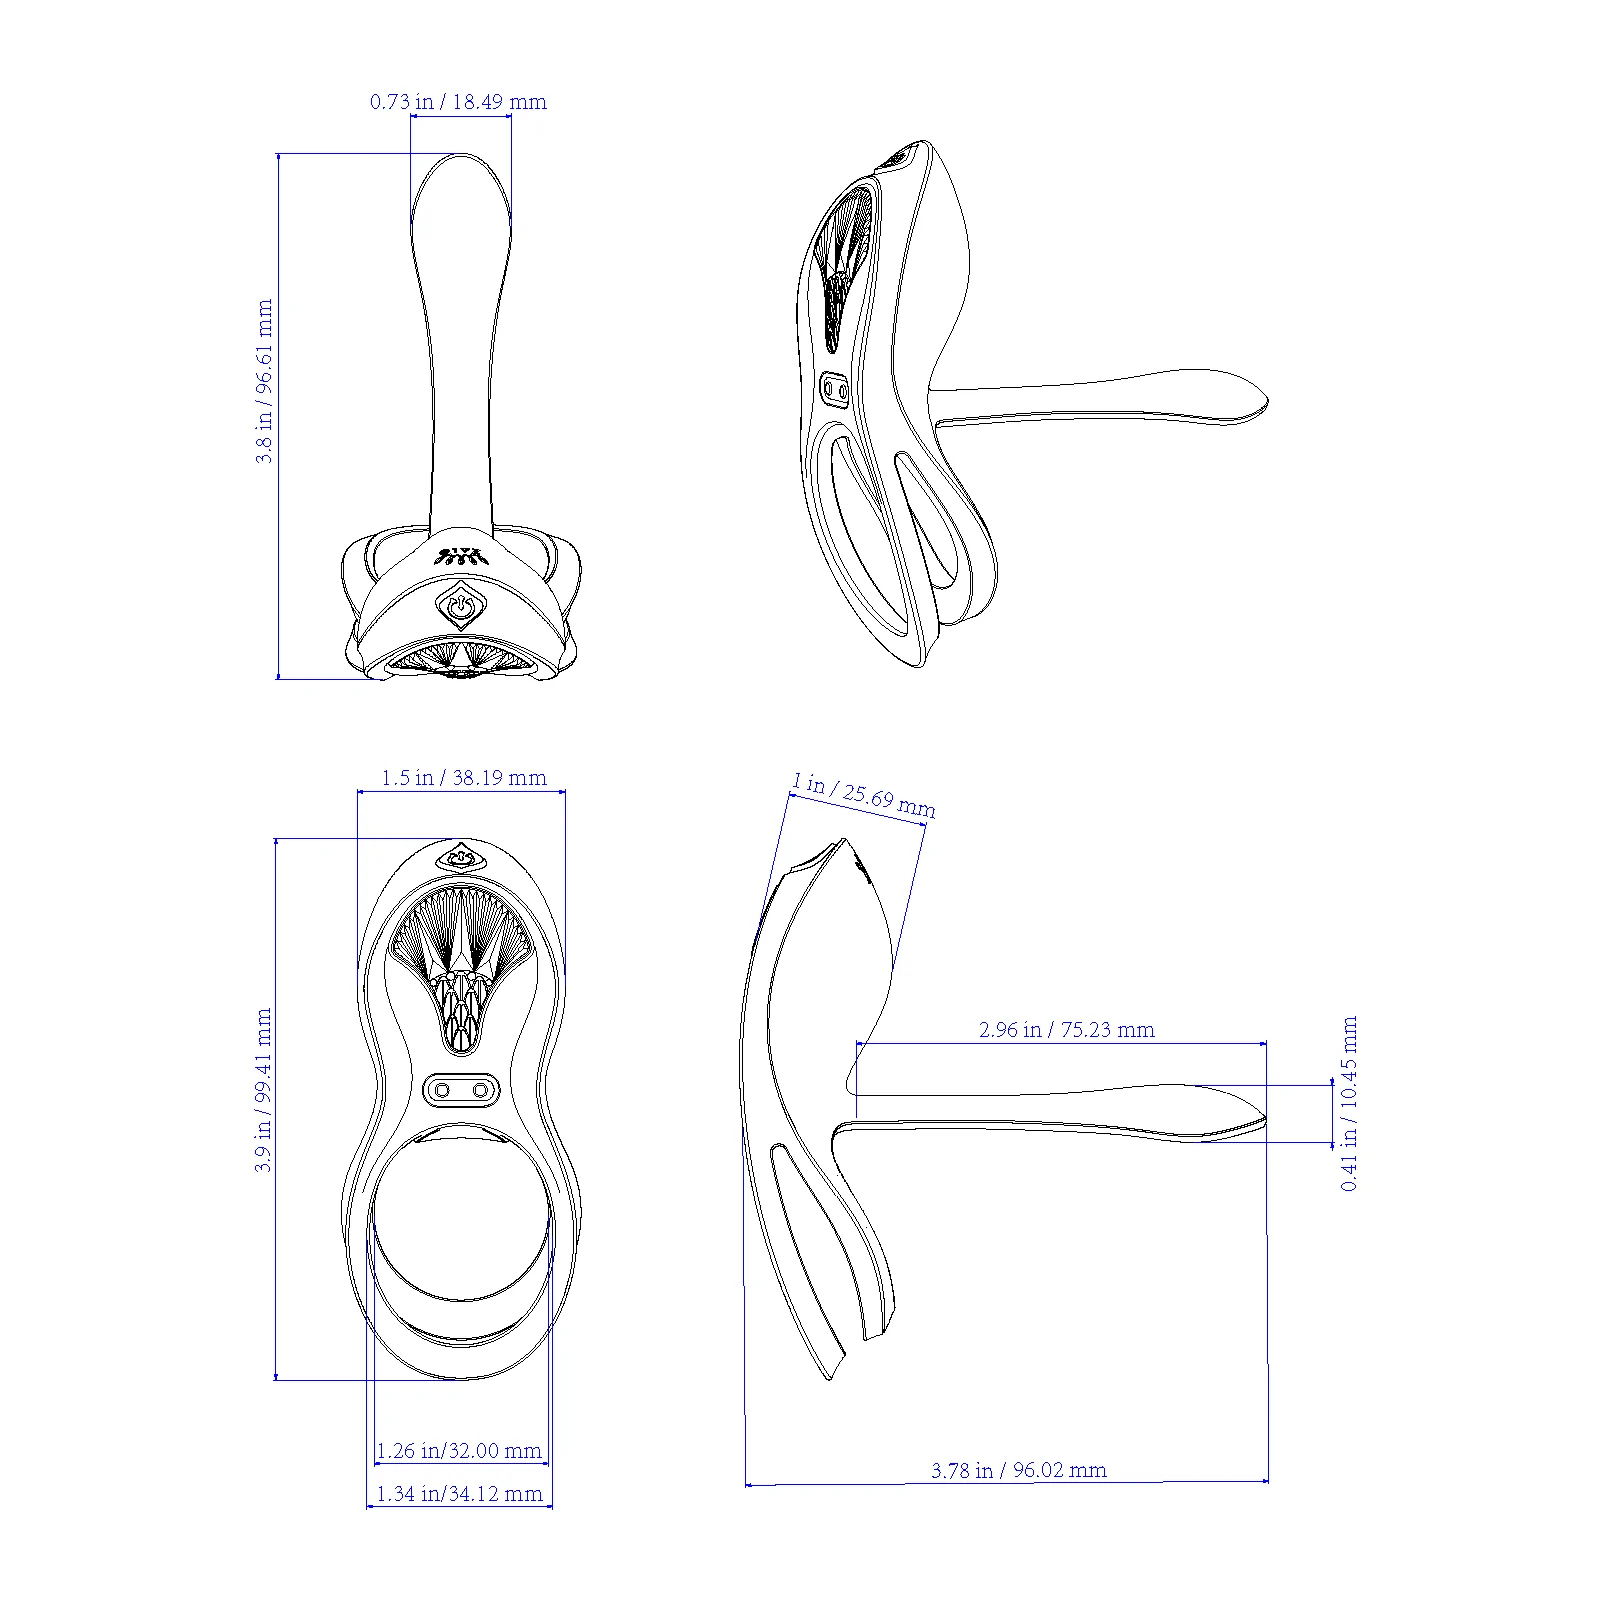 0.73 in / 18.49 mm
3.8 in / 96.61 mm
1.5 in / 38.19 mm
1 in / 25.69 mm
3.9 in / 99.41 mm
2.96 in / 75.23 mm
0.41 in / 10.45 mm
1.26 in/32.00 mm
3.78 in / 96.02 mm
1.34 in/34.12 mm